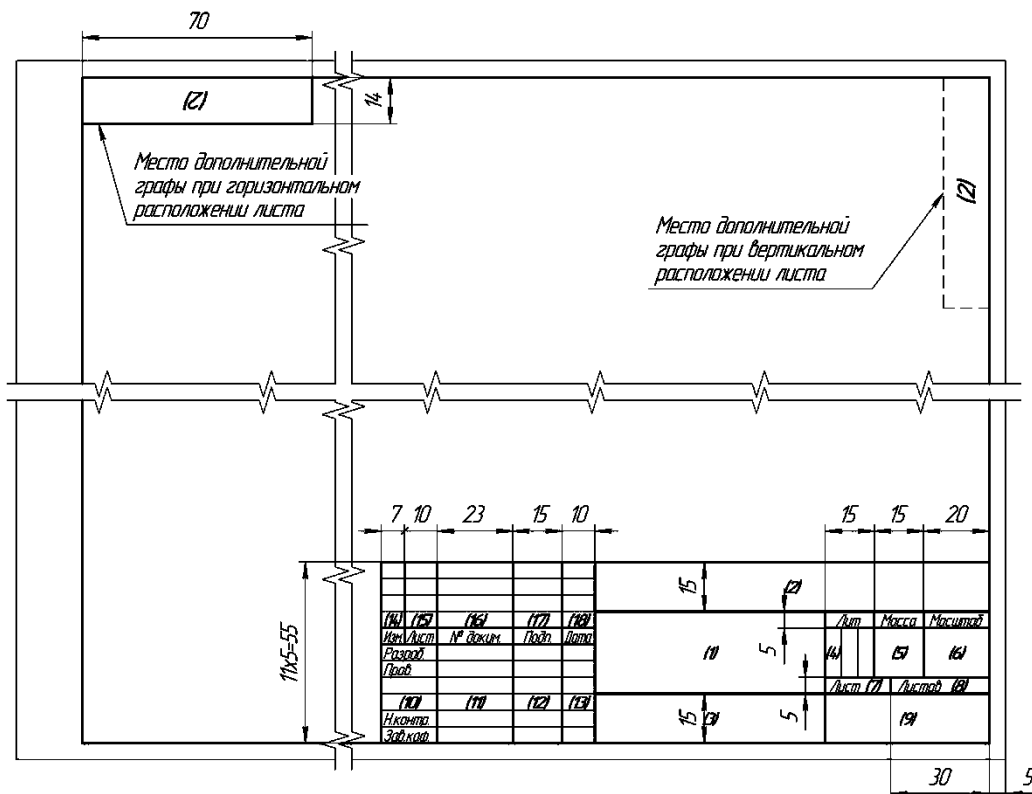 70
(2)
14
Место дополнительной
графы при горизонтальном
расположении листа
(2)
Место дополнительной
графы при вертикальном
расположении листа
7 10 23 15 10 15 15 20
15 (2)
11х5=55
(14) (15) (16) (17) (18) 5 Лит Масса Масштаб
Изм. Лист № докум. Подп. Дата
Разраб. (1) (4) (5) (6)
Пров.
Лист (7) Листов (8)
(10) (11) (12) (13) 15 (3) 5 (9)
Н.контр.
Зав.каф.
30 5